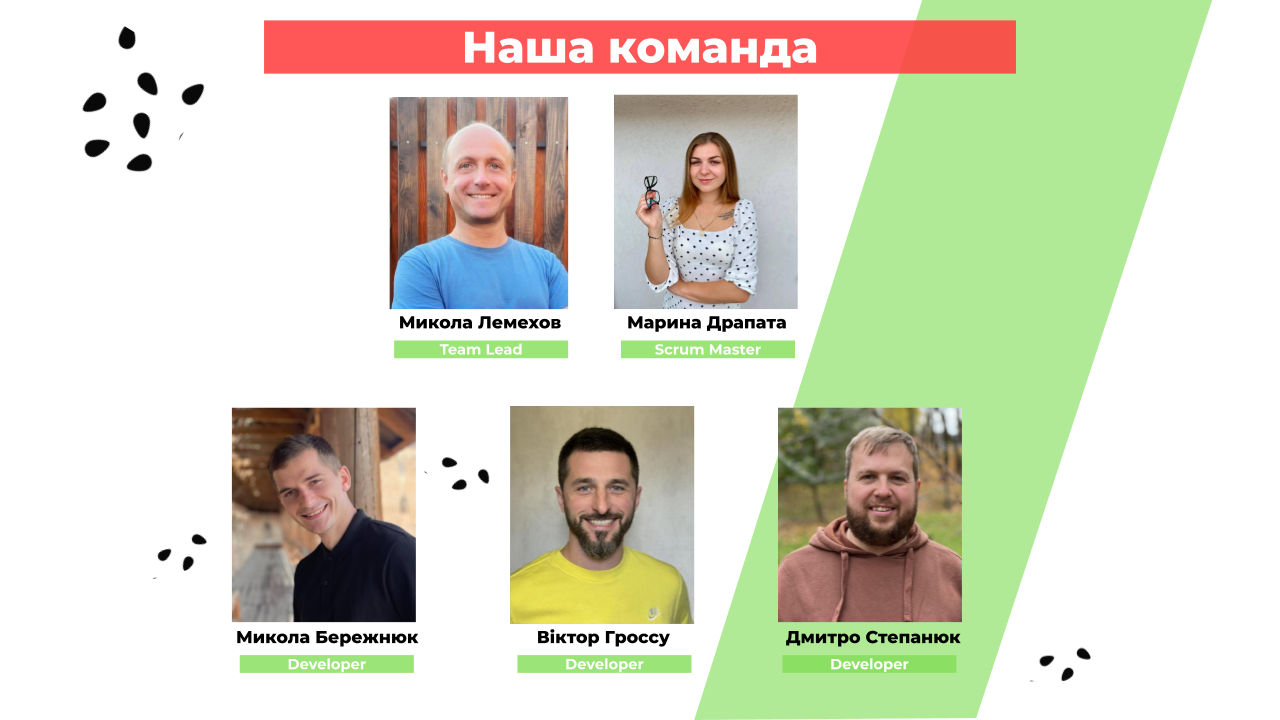 Наша команда
Микола Лемехов
Team Lead
Марина Драпата
Scrum Master
Микола Бережнюк
Developer
Віктор Гроссу
Developer
Дмитро Степанюк
Developer